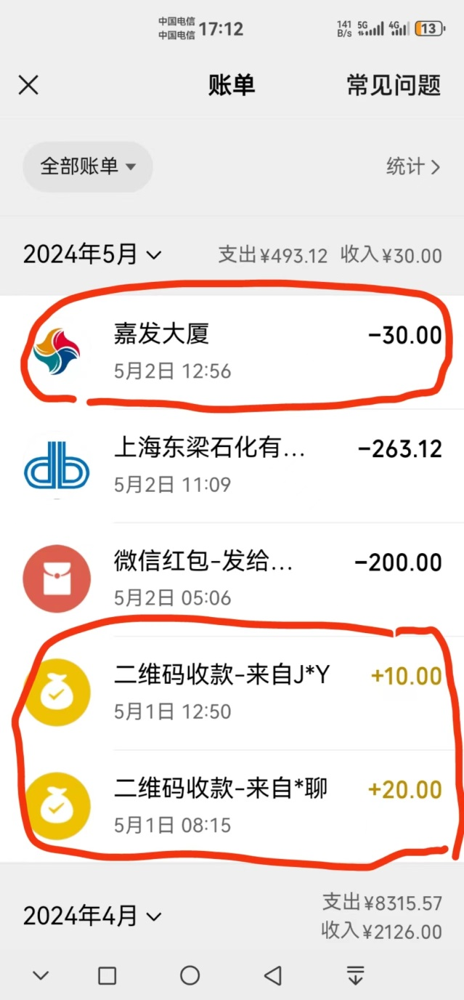 中国电信
中国电信
17:12
141 B/s 5G 4G 13
账单
常见问题
全部账单
统计
2024年5月
支出¥493.12 收入¥30.00
嘉发大厦
-30.00
5月2日 12:56
上海东梁石化有...
-263.12
5月2日 11:09
微信红包-发给...
-200.00
5月2日 05:06
二维码收款-来自J*Y
+10.00
5月1日 12:50
二维码收款-来自*聊
+20.00
5月1日 08:15
2024年4月
支出¥8315.57
收入¥2126.00